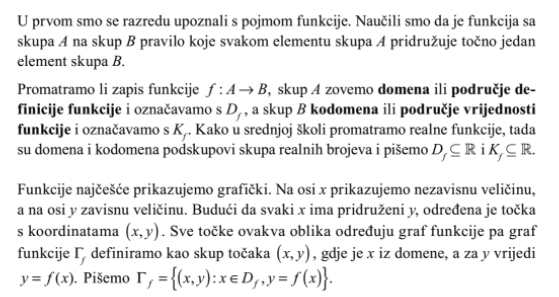 U prvom smo se razredu upoznali s pojmom funkcije. Naučili smo da je funkcija sa
skupa A na skup B pravilo koje svakom elementu skupa A pridružuje točno jedan
element skupa B.
Promatramo li zapis funkcije f : A → B, skup A zovemo domena ili područje de-
finicije funkcije i označavamo s D_f, a skup B kodomena ili područje vrijednosti
funkcije i označavamo s K_f. Kako u srednjoj školi promatramo realne funkcije, tada
su domena i kodomena podskupovi skupa realnih brojeva i pišemo D_f ⊆ ℝ i K_f ⊆ ℝ.
Funkcije najčešće prikazujemo grafički. Na osi x prikazujemo nezavisnu veličinu,
a na osi y zavisnu veličinu. Budući da svaki x ima pridruženi y, određena je točka
s koordinatama (x, y). Sve točke ovakva oblika određuju graf funkcije pa graf
funkcije Γ_f definiramo kao skup točaka (x, y), gdje je x iz domene, a za y vrijedi
y = f(x). Pišemo Γ_f = {(x, y): x ∈ D_f, y = f(x)}.